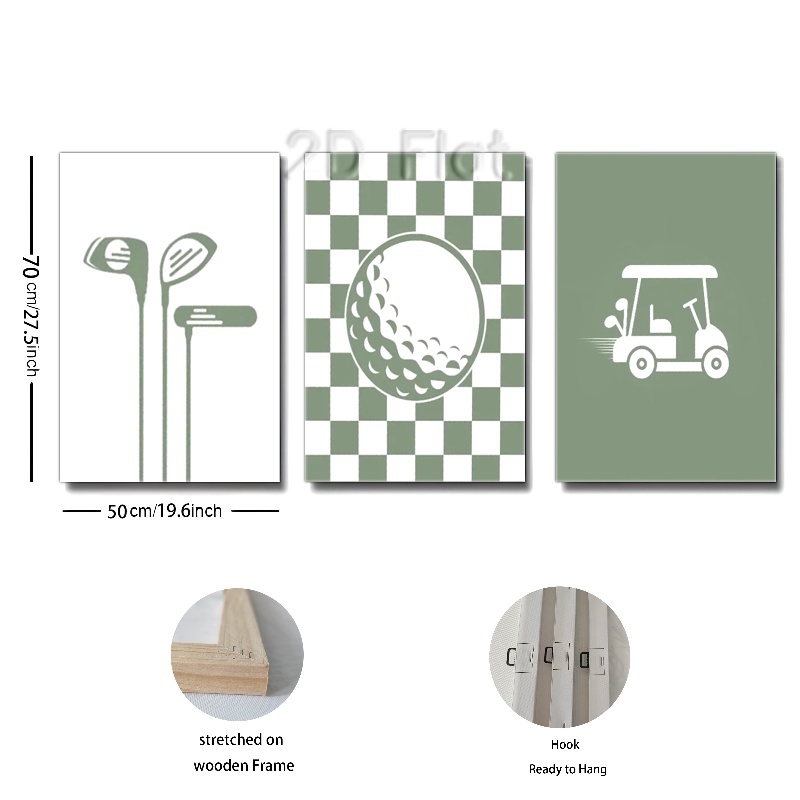 2D Flat
70 cm/27.5inch
50 cm/19.6inch
stretched on
wooden Frame
Hook
Ready to Hang